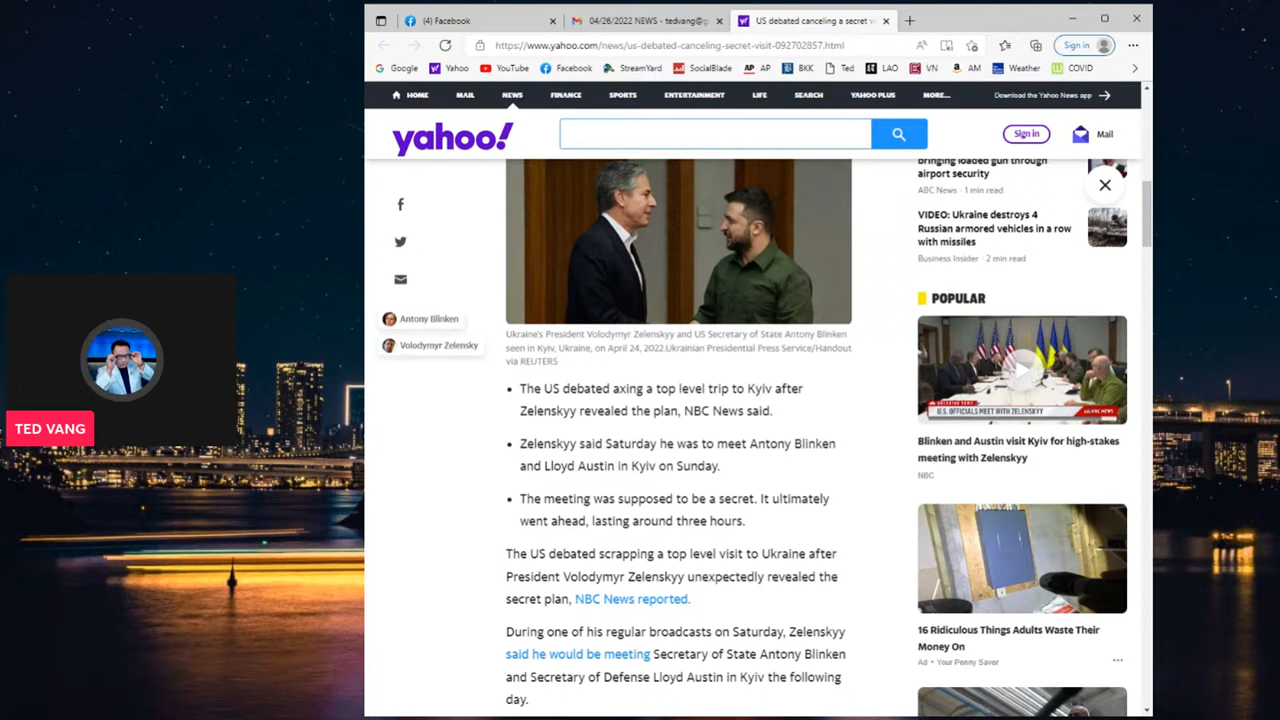 (4) Facebook
04/26/2022 NEWS - tedvang@g
US debated canceling a secret v
https://www.yahoo.com/news/us-debated-canceling-secret-visit-092702857.html
Sign in
Google
Yahoo
YouTube
Facebook
StreamYard
SocialBlade
AP AP
BKK
Ted
LAO
VN
AM
Weather
COVID
HOME
MAIL
NEWS
FINANCE
SPORTS
ENTERTAINMENT
LIFE
SEARCH
YAHOO PLUS
MORE...
Download the Yahoo News app
yahoo!
Sign in
Mail
Antony Blinken
Volodymyr Zelensky
TED VANG
Ukraine's President Volodymyr Zelenskyy and US Secretary of State Antony Blinken
seen in Kyiv, Ukraine, on April 24, 2022.Ukrainian Presidential Press Service/Handout
via REUTERS
• The US debated axing a top level trip to Kyiv after
Zelenskyy revealed the plan, NBC News said.
• Zelenskyy said Saturday he was to meet Antony Blinken
and Lloyd Austin in Kyiv on Sunday.
• The meeting was supposed to be a secret. It ultimately
went ahead, lasting around three hours.
The US debated scrapping a top level visit to Ukraine after
President Volodymyr Zelenskyy unexpectedly revealed the
secret plan, NBC News reported.
During one of his regular broadcasts on Saturday, Zelenskyy
said he would be meeting Secretary of State Antony Blinken
and Secretary of Defense Lloyd Austin in Kyiv the following
day.
bringing loaded gun through
airport security
ABC News · 1 min read
VIDEO: Ukraine destroys 4
Russian armored vehicles in a row
with missiles
Business Insider · 2 min read
POPULAR
U.S. OFFICIALS MEET WITH ZELENSKYY
Blinken and Austin visit Kyiv for high-stakes
meeting with Zelenskyy
NBC
16 Ridiculous Things Adults Waste Their
Money On
Ad • Your Penny Saver